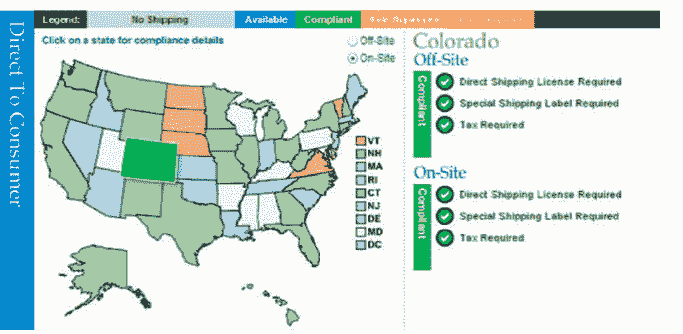 Direct To Consumer
Legend: No Shipping Available Compliant
Click on a state for compliance details
Off-Site
On-Site
VT
NH
MA
RI
CT
NJ
DE
MD
DC
Colorado
Off-Site
Compliant
Direct Shipping License Required
Special Shipping Label Required
Tax Required
On-Site
Compliant
Direct Shipping License Required
Special Shipping Label Required
Tax Required